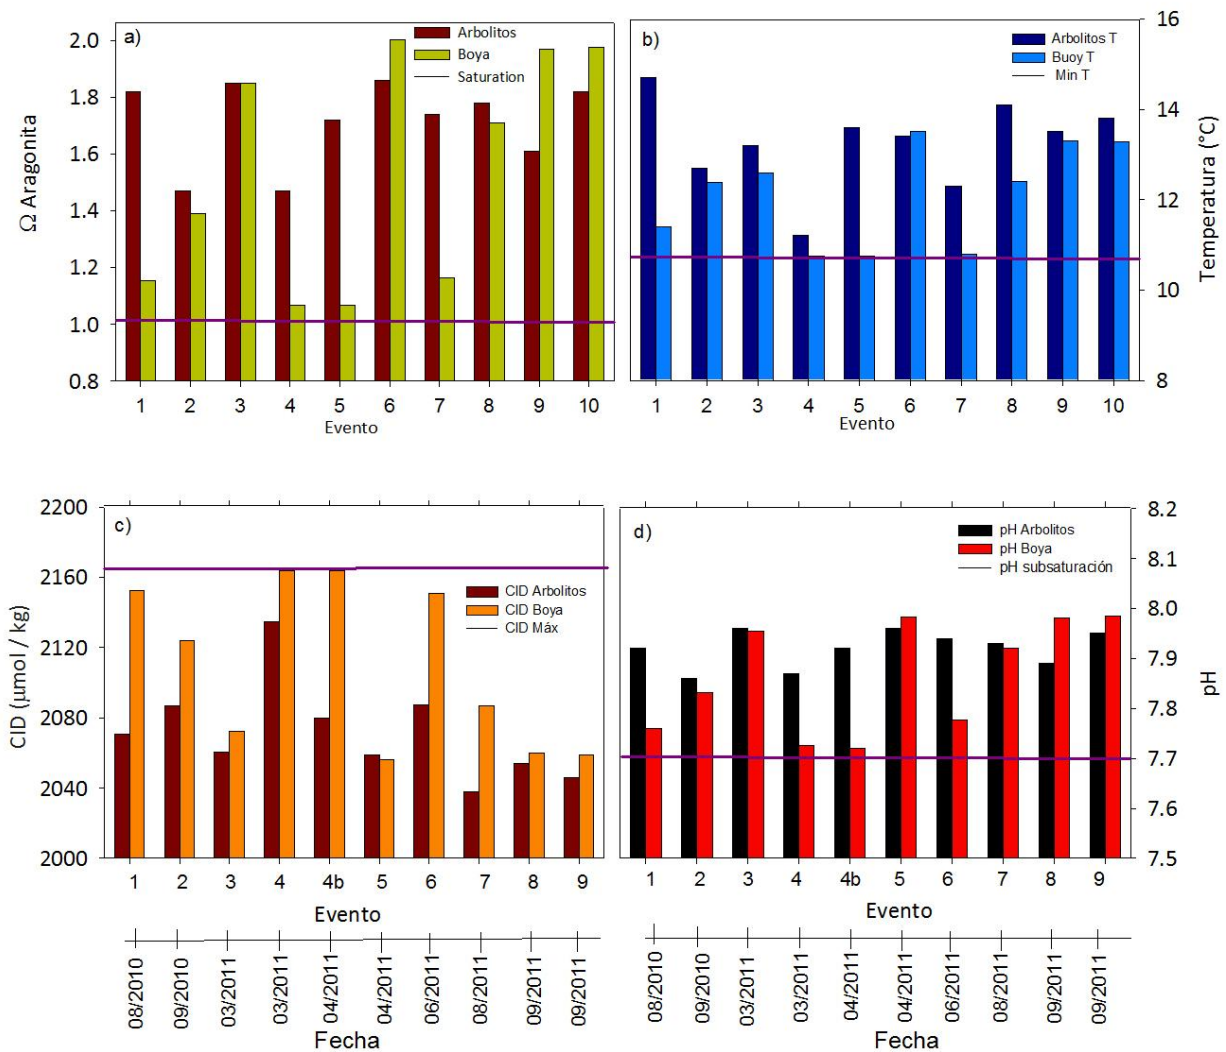 a)
Arbolitos
Boya
Saturation
2.0
1.8
1.6
1.4
1.2
1.0
0.8
Ω Aragonita
1 2 3 4 5 6 7 8 9 10
Evento
b)
Arbolitos T
Buoy T
Min T
16
14
12
10
8
Temperatura (°C)
1 2 3 4 5 6 7 8 9 10
Evento
c)
CID Arbolitos
CID Boya
CID Máx
2200
2160
2120
2080
2040
2000
CID (µmol / kg)
1 2 3 4 4b 5 6 7 8 9
Evento
08/2010 09/2010 03/2011 03/2011 04/2011 04/2011 06/2011 08/2011 09/2011 09/2011
Fecha
d)
pH Arbolitos
pH Boya
pH subsaturación
8.2
8.1
8.0
7.9
7.8
7.7
7.6
7.5
pH
1 2 3 4 4b 5 6 7 8 9
Evento
08/2010 09/2010 03/2011 03/2011 04/2011 04/2011 06/2011 08/2011 09/2011 09/2011
Fecha